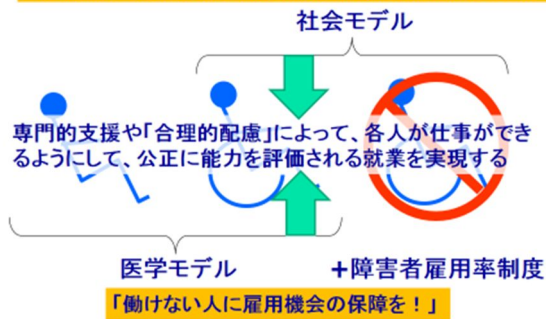 社会モデル
専門的支援や「合理的配慮」によって、各人が仕事ができ
るようにして、公正に能力を評価される就業を実現する
医学モデル
+障害者雇用率制度
「働けない人に雇用機会の保障を！」